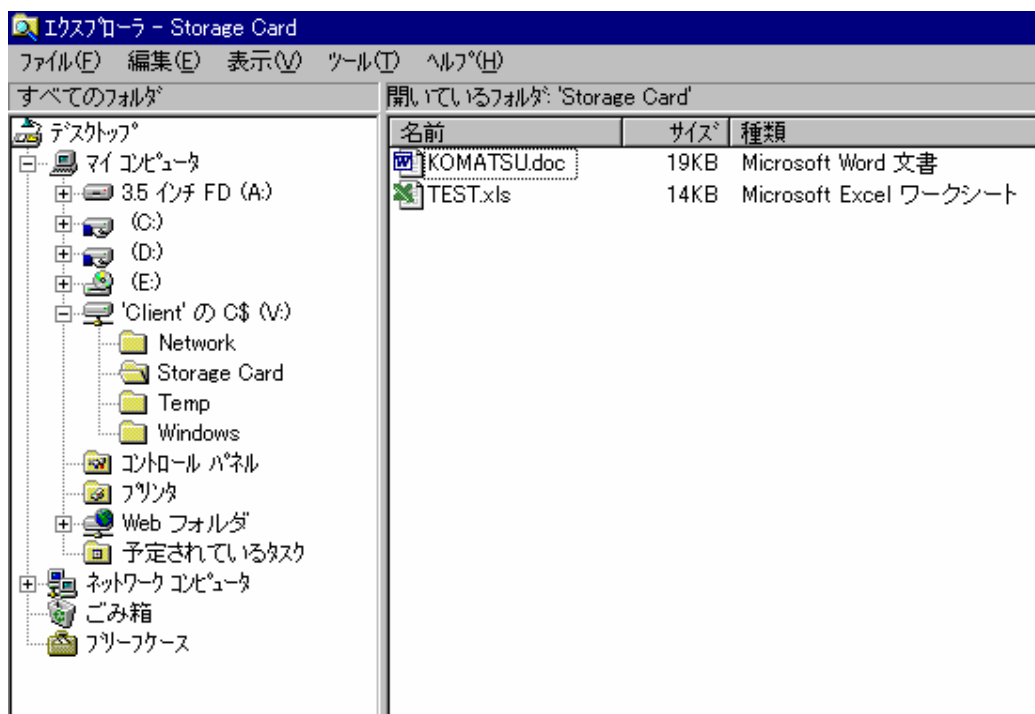 エクスプローラ - Storage Card
ファイル(F) 編集(E) 表示(V) ツール(T) ヘルプ(H)
すべてのフォルダ
開いているフォルダ: 'Storage Card'
デスクトップ
マイ コンピュータ
3.5 インチ FD (A:)
(C:)
(D:)
(E:)
'Client' の C$ (V:)
Network
Storage Card
Temp
Windows
コントロール パネル
プリンタ
Web フォルダ
予定されているタスク
ネットワーク コンピュータ
ごみ箱
ブリーフケース
名前 サイズ 種類
KOMATSU.doc 19KB Microsoft Word 文書
TEST.xls 14KB Microsoft Excel ワークシート